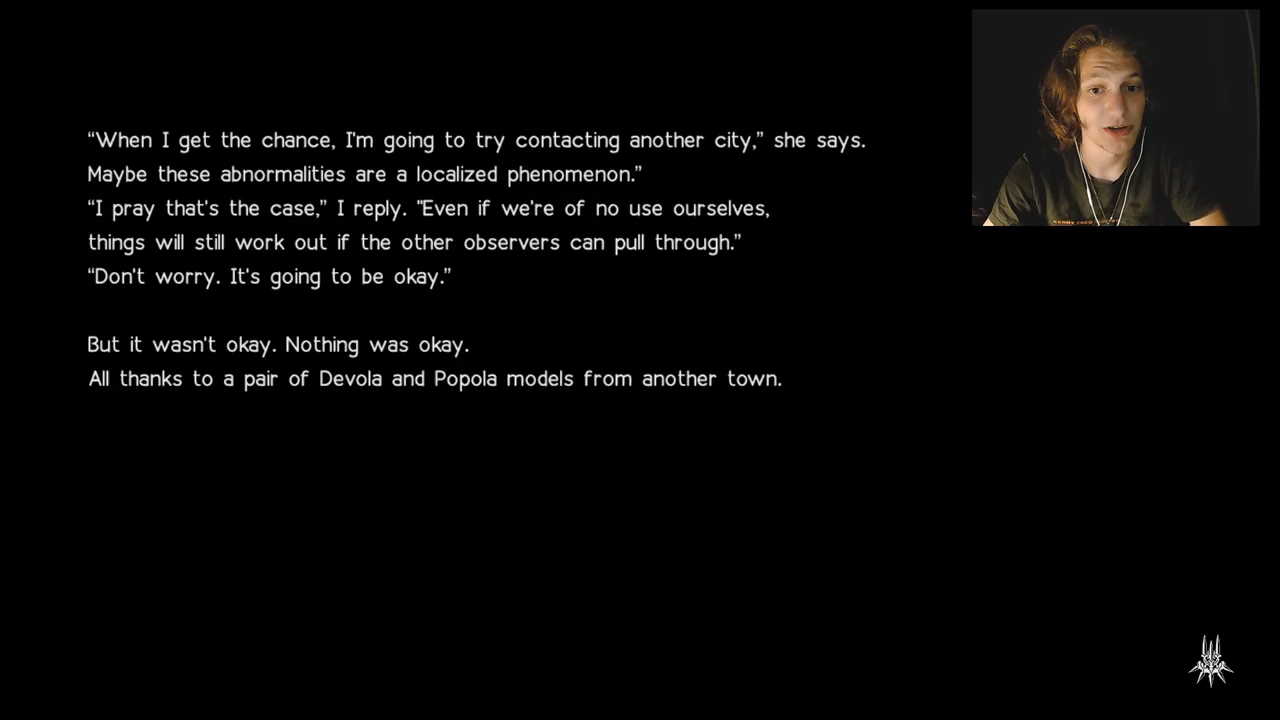 “When I get the chance, I'm going to try contacting another city,” she says.
Maybe these abnormalities are a localized phenomenon.”
“I pray that's the case,” I reply. “Even if we're of no use ourselves,
things will still work out if the other observers can pull through.”
“Don't worry. It's going to be okay.”
But it wasn't okay. Nothing was okay.
All thanks to a pair of Devola and Popola models from another town.